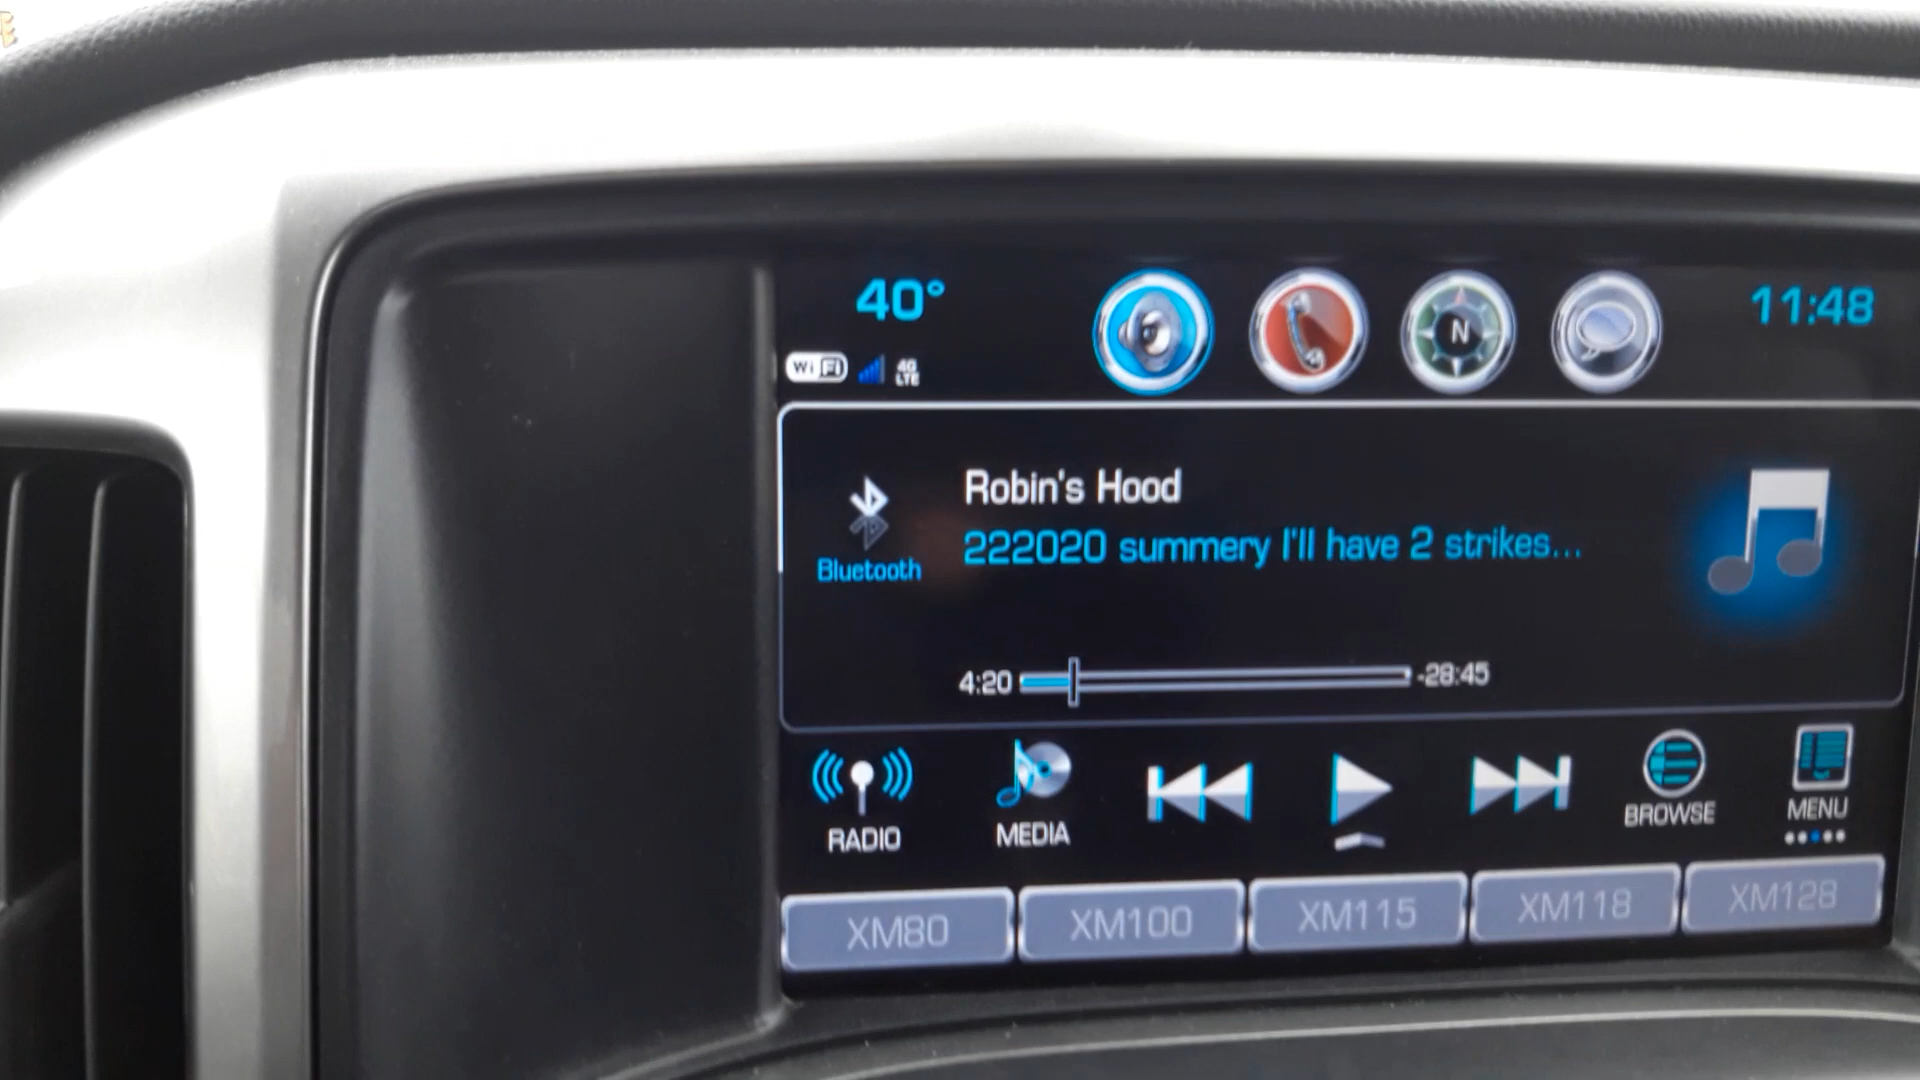 40°
N
11:48
WiFi
4G
LTE
Robin's Hood
222020 summery I'll have 2 strikes...
Bluetooth
4:20
-28:45
RADIO
MEDIA
BROWSE
MENU
XM80
XM100
XM115
XM118
XM128